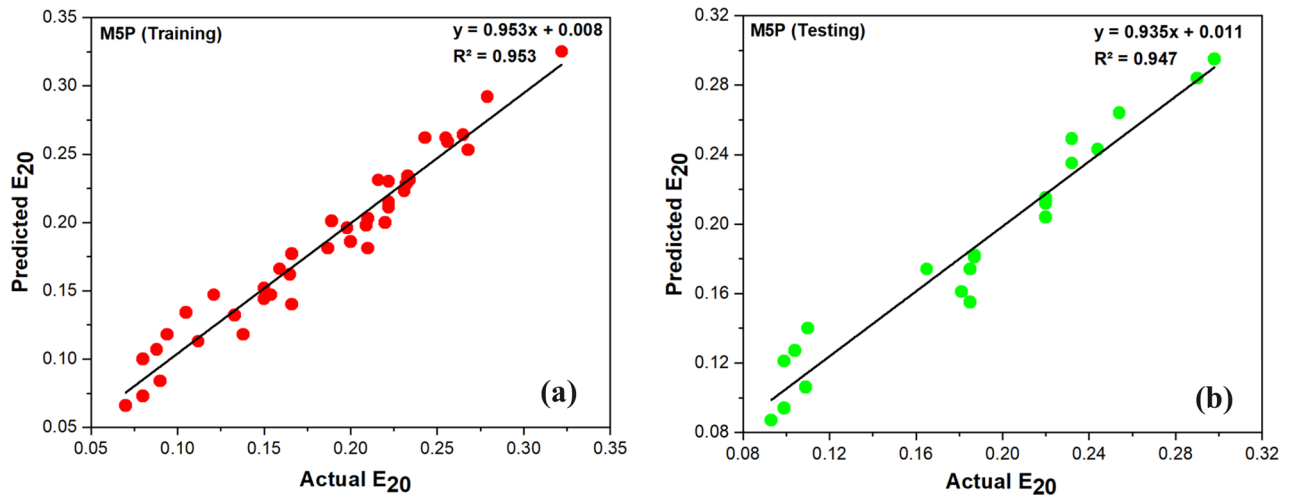 M5P (Training)
y = 0.953x + 0.008
R² = 0.953
0.35
0.30
0.25
0.20
0.15
0.10
0.05
Predicted E20
0.05
0.10
0.15
0.20
0.25
0.30
0.35
Actual E20
(a)
M5P (Testing)
y = 0.935x + 0.011
R² = 0.947
0.32
0.28
0.24
0.20
0.16
0.12
0.08
Predicted E20
0.08
0.12
0.16
0.20
0.24
0.28
0.32
Actual E20
(b)